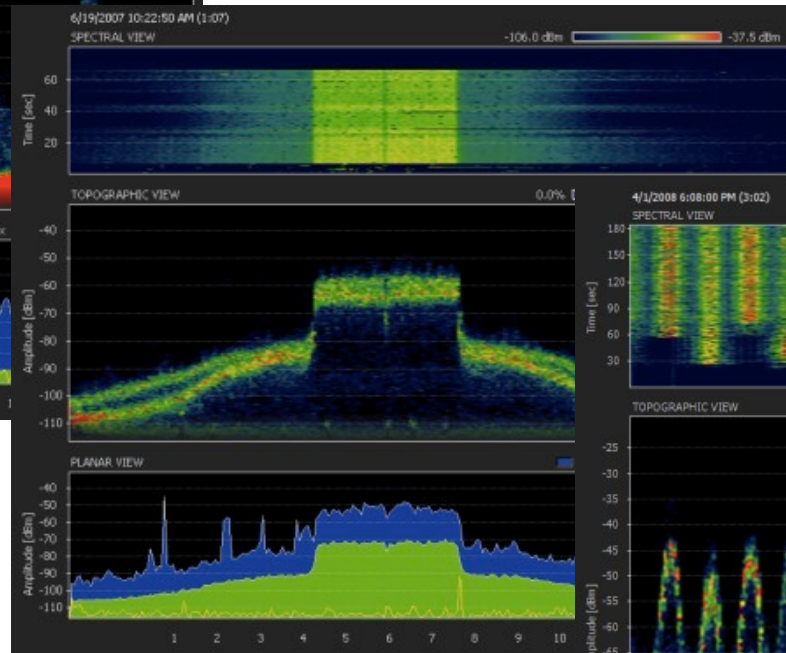 6/19/2007 10:22:50 AM (1:07)
SPECTRAL VIEW
-106.0 dBm
-37.5 dBm
Time [sec]
60
40
20
TOPOGRAPHIC VIEW
0.0%
Amplitude [dBm]
-40
-50
-60
-70
-80
-90
-100
-110
PLANAR VIEW
Amplitude [dBm]
-40
-50
-60
-70
-80
-90
-100
-110
1 2 3 4 5 6 7 8 9 10
4/1/2008 6:08:00 PM (3:02)
SPECTRAL VIEW
Time [sec]
180
150
120
90
60
30
TOPOGRAPHIC VIEW
plitude [dBm]
-25
-30
-35
-40
-45
-50
-55
-60
-65